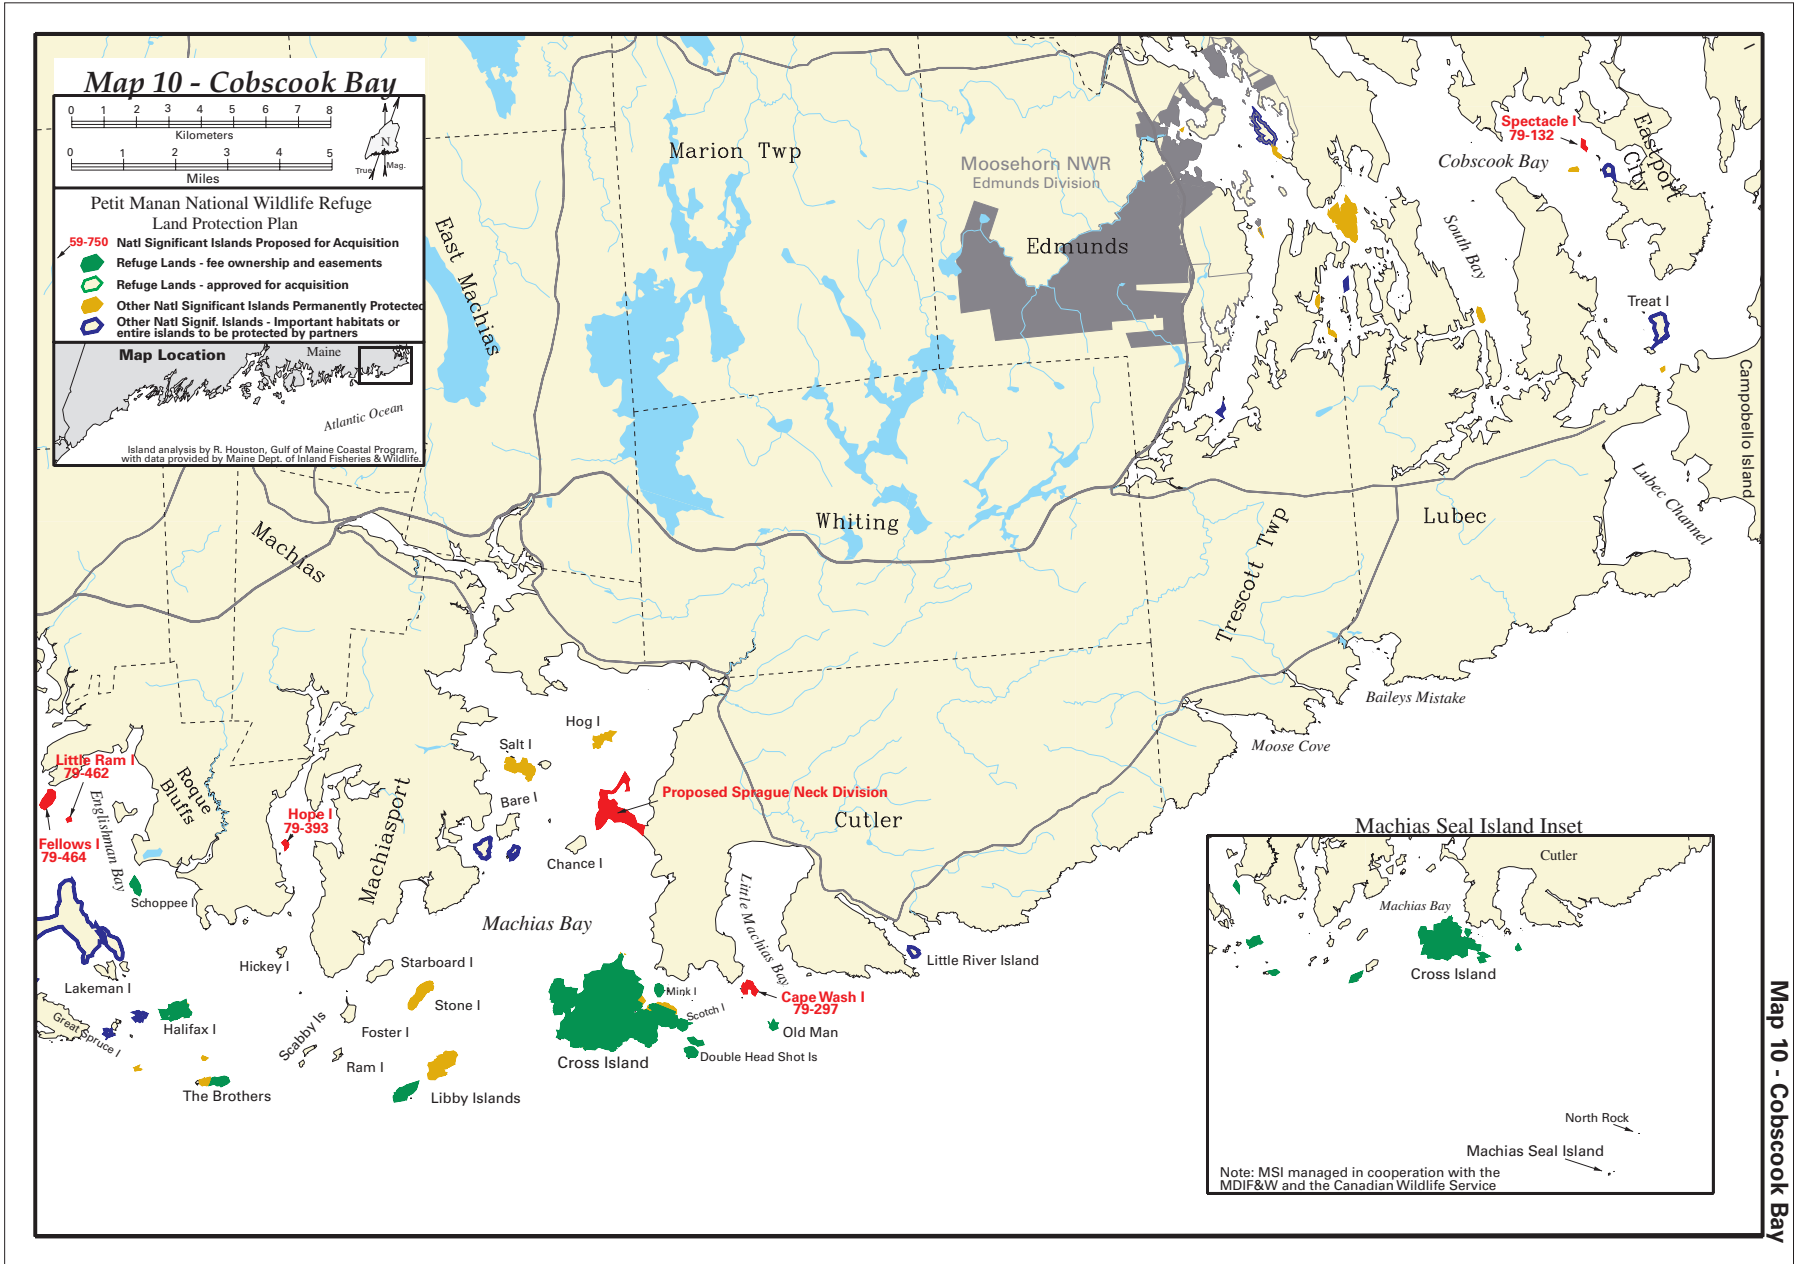 Map 10 - Cobscook Bay
0 1 2 3 4 5 6 7 8
Kilometers
0 1 2 3 4 5
Miles
N
True
Mag.
Petit Manan National Wildlife Refuge
Land Protection Plan
59-750 Natl Significant Islands Proposed for Acquisition
Refuge Lands - fee ownership and easements
Refuge Lands - approved for acquisition
Other Natl Significant Islands Permanently Protected
Other Natl Signif. Islands - Important habitats or
entire islands to be protected by partners
Map Location
Maine
Atlantic Ocean
Island analysis by R. Houston, Gulf of Maine Coastal Program,
with data provided by Maine Dept. of Inland Fisheries & Wildlife.
Marion Twp
East Machias
Moosehorn NWR
Edmunds Division
Edmunds
Spectacle I
79-132
Cobscook Bay
Eastport
City
South Bay
Treat I
Campobello Island
Lubec Channel
Lubec
Trescott Twp
Whiting
Machias
Baileys Mistake
Moose Cove
Hog I
Salt I
Bare I
Proposed Sprague Neck Division
Cutler
Chance I
Little Ram I
79-462
Fellows I
79-464
Englishman Bay
Roque
Bluffs
Hope I
79-393
Machiasport
Schoppee I
Machias Bay
Little Machias Bay
Little River Island
Hickey I
Starboard I
Lakeman I
Stone I
Mink I
Scotch I
Cape Wash I
79-297
Old Man
Great Spruce I
Halifax I
Scabby Is
Foster I
Ram I
Cross Island
Double Head Shot Is
The Brothers
Libby Islands
Machias Seal Island Inset
Cutler
Machias Bay
Cross Island
North Rock
Machias Seal Island
Note: MSI managed in cooperation with the
MDIF&W and the Canadian Wildlife Service
Map 10 - Cobscook Bay